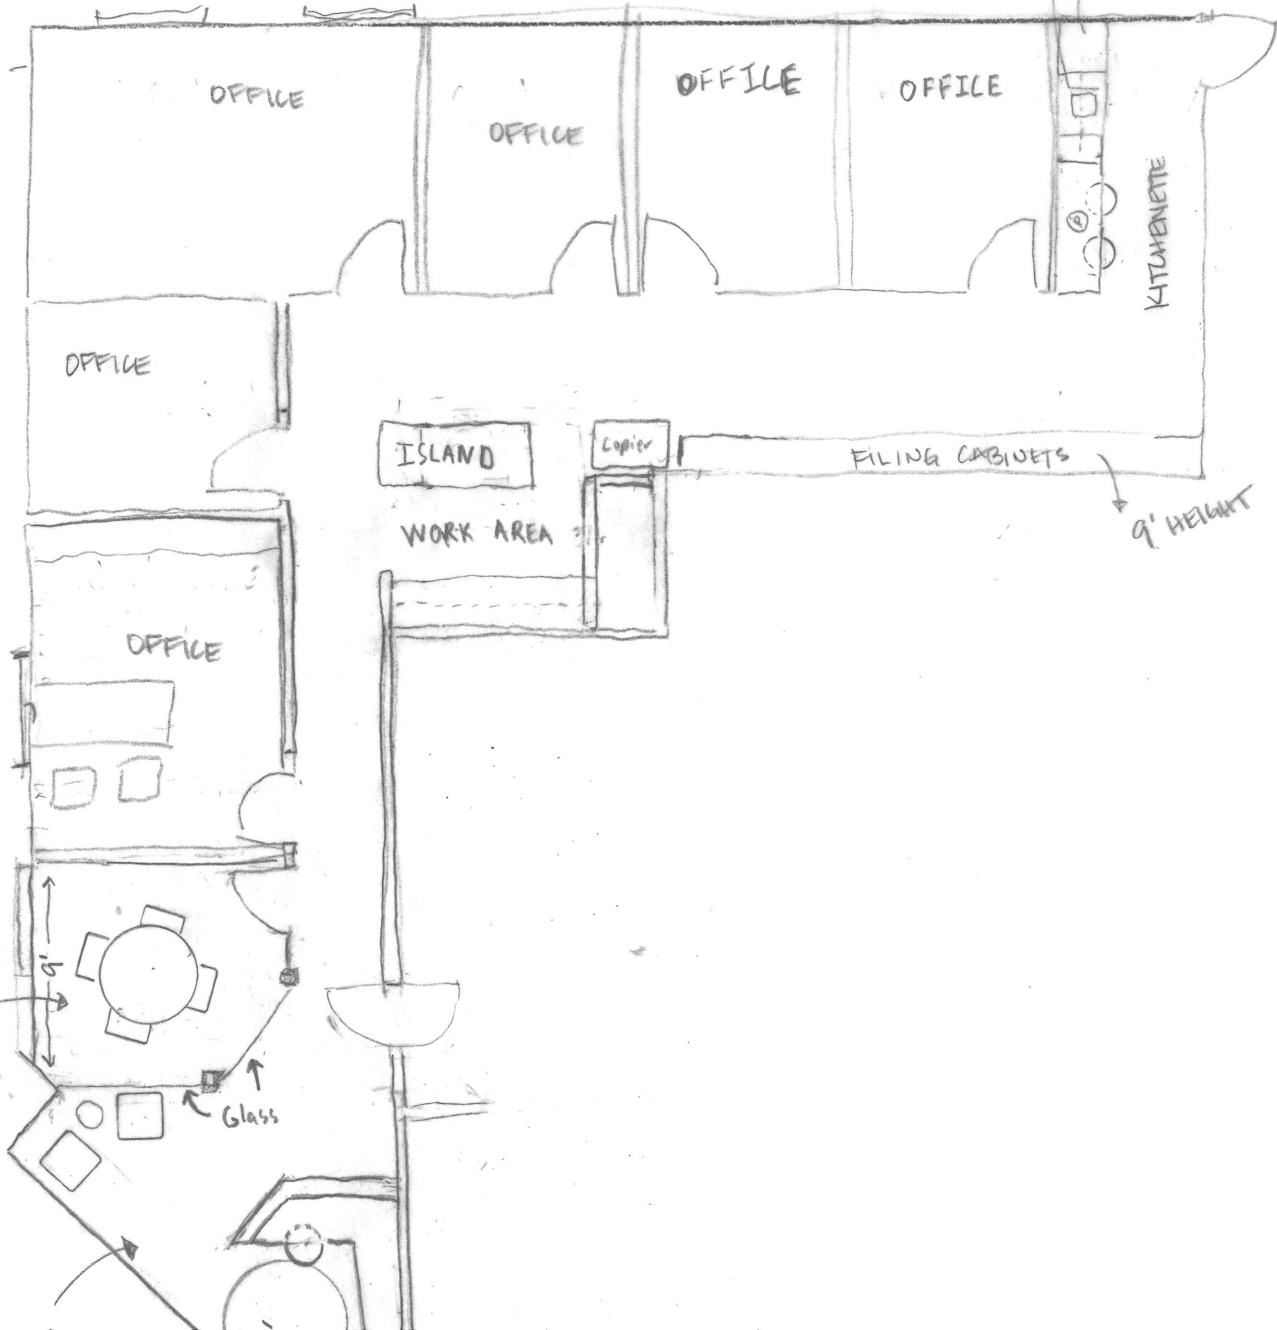 OFFICE
OFFICE
OFFICE
OFFICE
KITCHENETTE
OFFICE
ISLAND
Copier
FILING CABINETS
9' HEIGHT
WORK AREA
OFFICE
9'
Glass